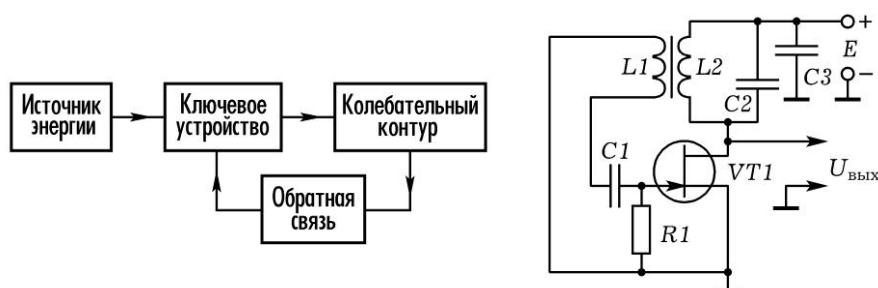 Источник
энергии
Ключевое
устройство
Колебательный
контур
Обратная
связь
L1
L2
C2
C3
+
E
−
C1
VT1
R1
Uвых